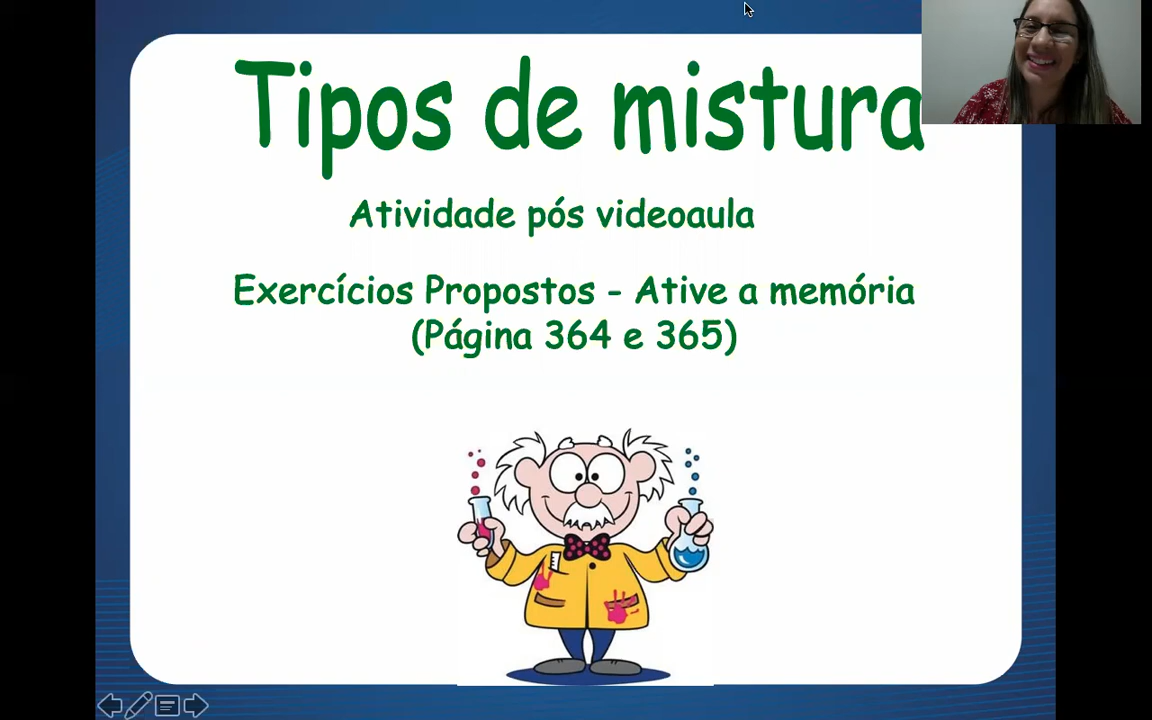 Tipos de mistura
Atividade pós videoaula
Exercícios Propostos - Ative a memória
(Página 364 e 365)